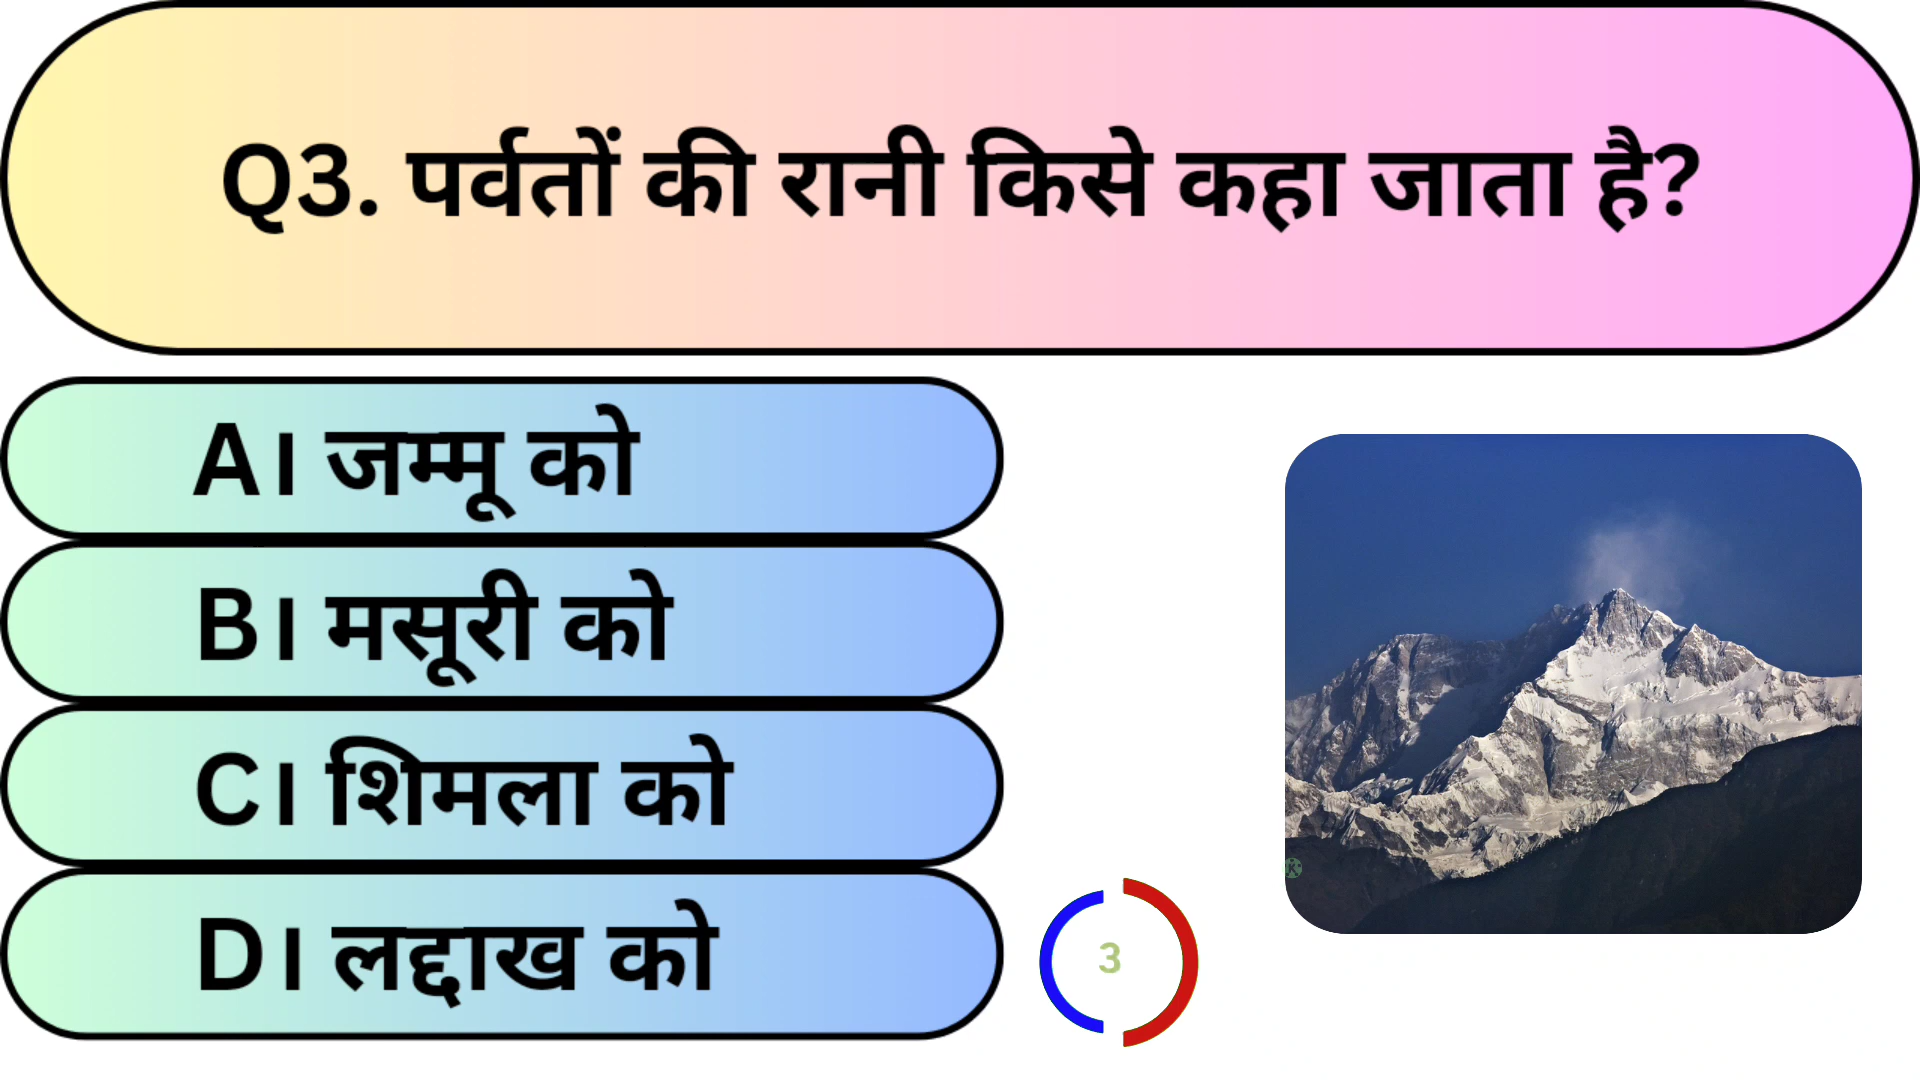 Q3. पर्वतों की रानी किसे कहा जाता है?
A। जम्मू को
B। मसूरी को
C। शिमला को
D। लद्दाख को
3
K